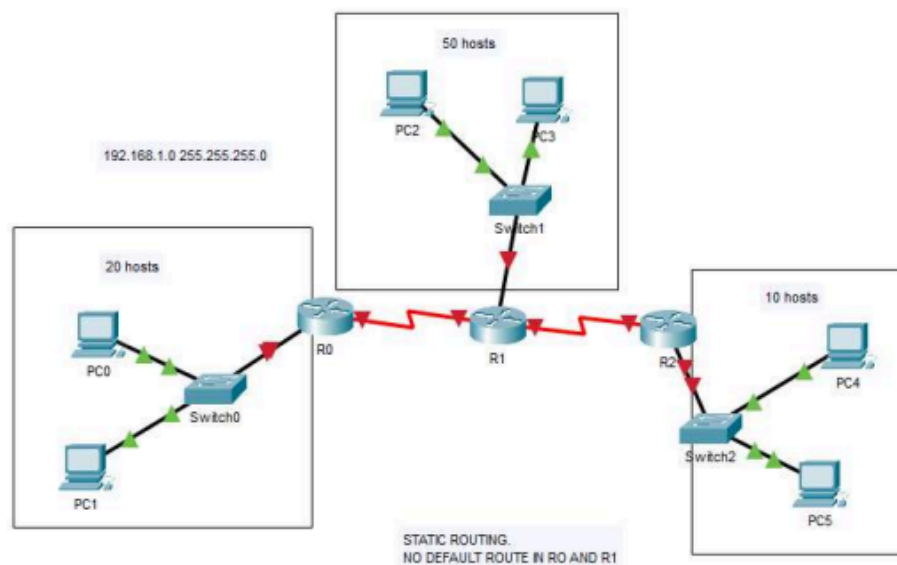 50 hosts
PC2
PC3
192.168.1.0 255.255.255.0
Switch1
20 hosts
10 hosts
R0
R1
R2
PC0
PC4
Switch0
Switch2
PC1
PC5
STATIC ROUTING.
NO DEFAULT ROUTE IN RO AND R1